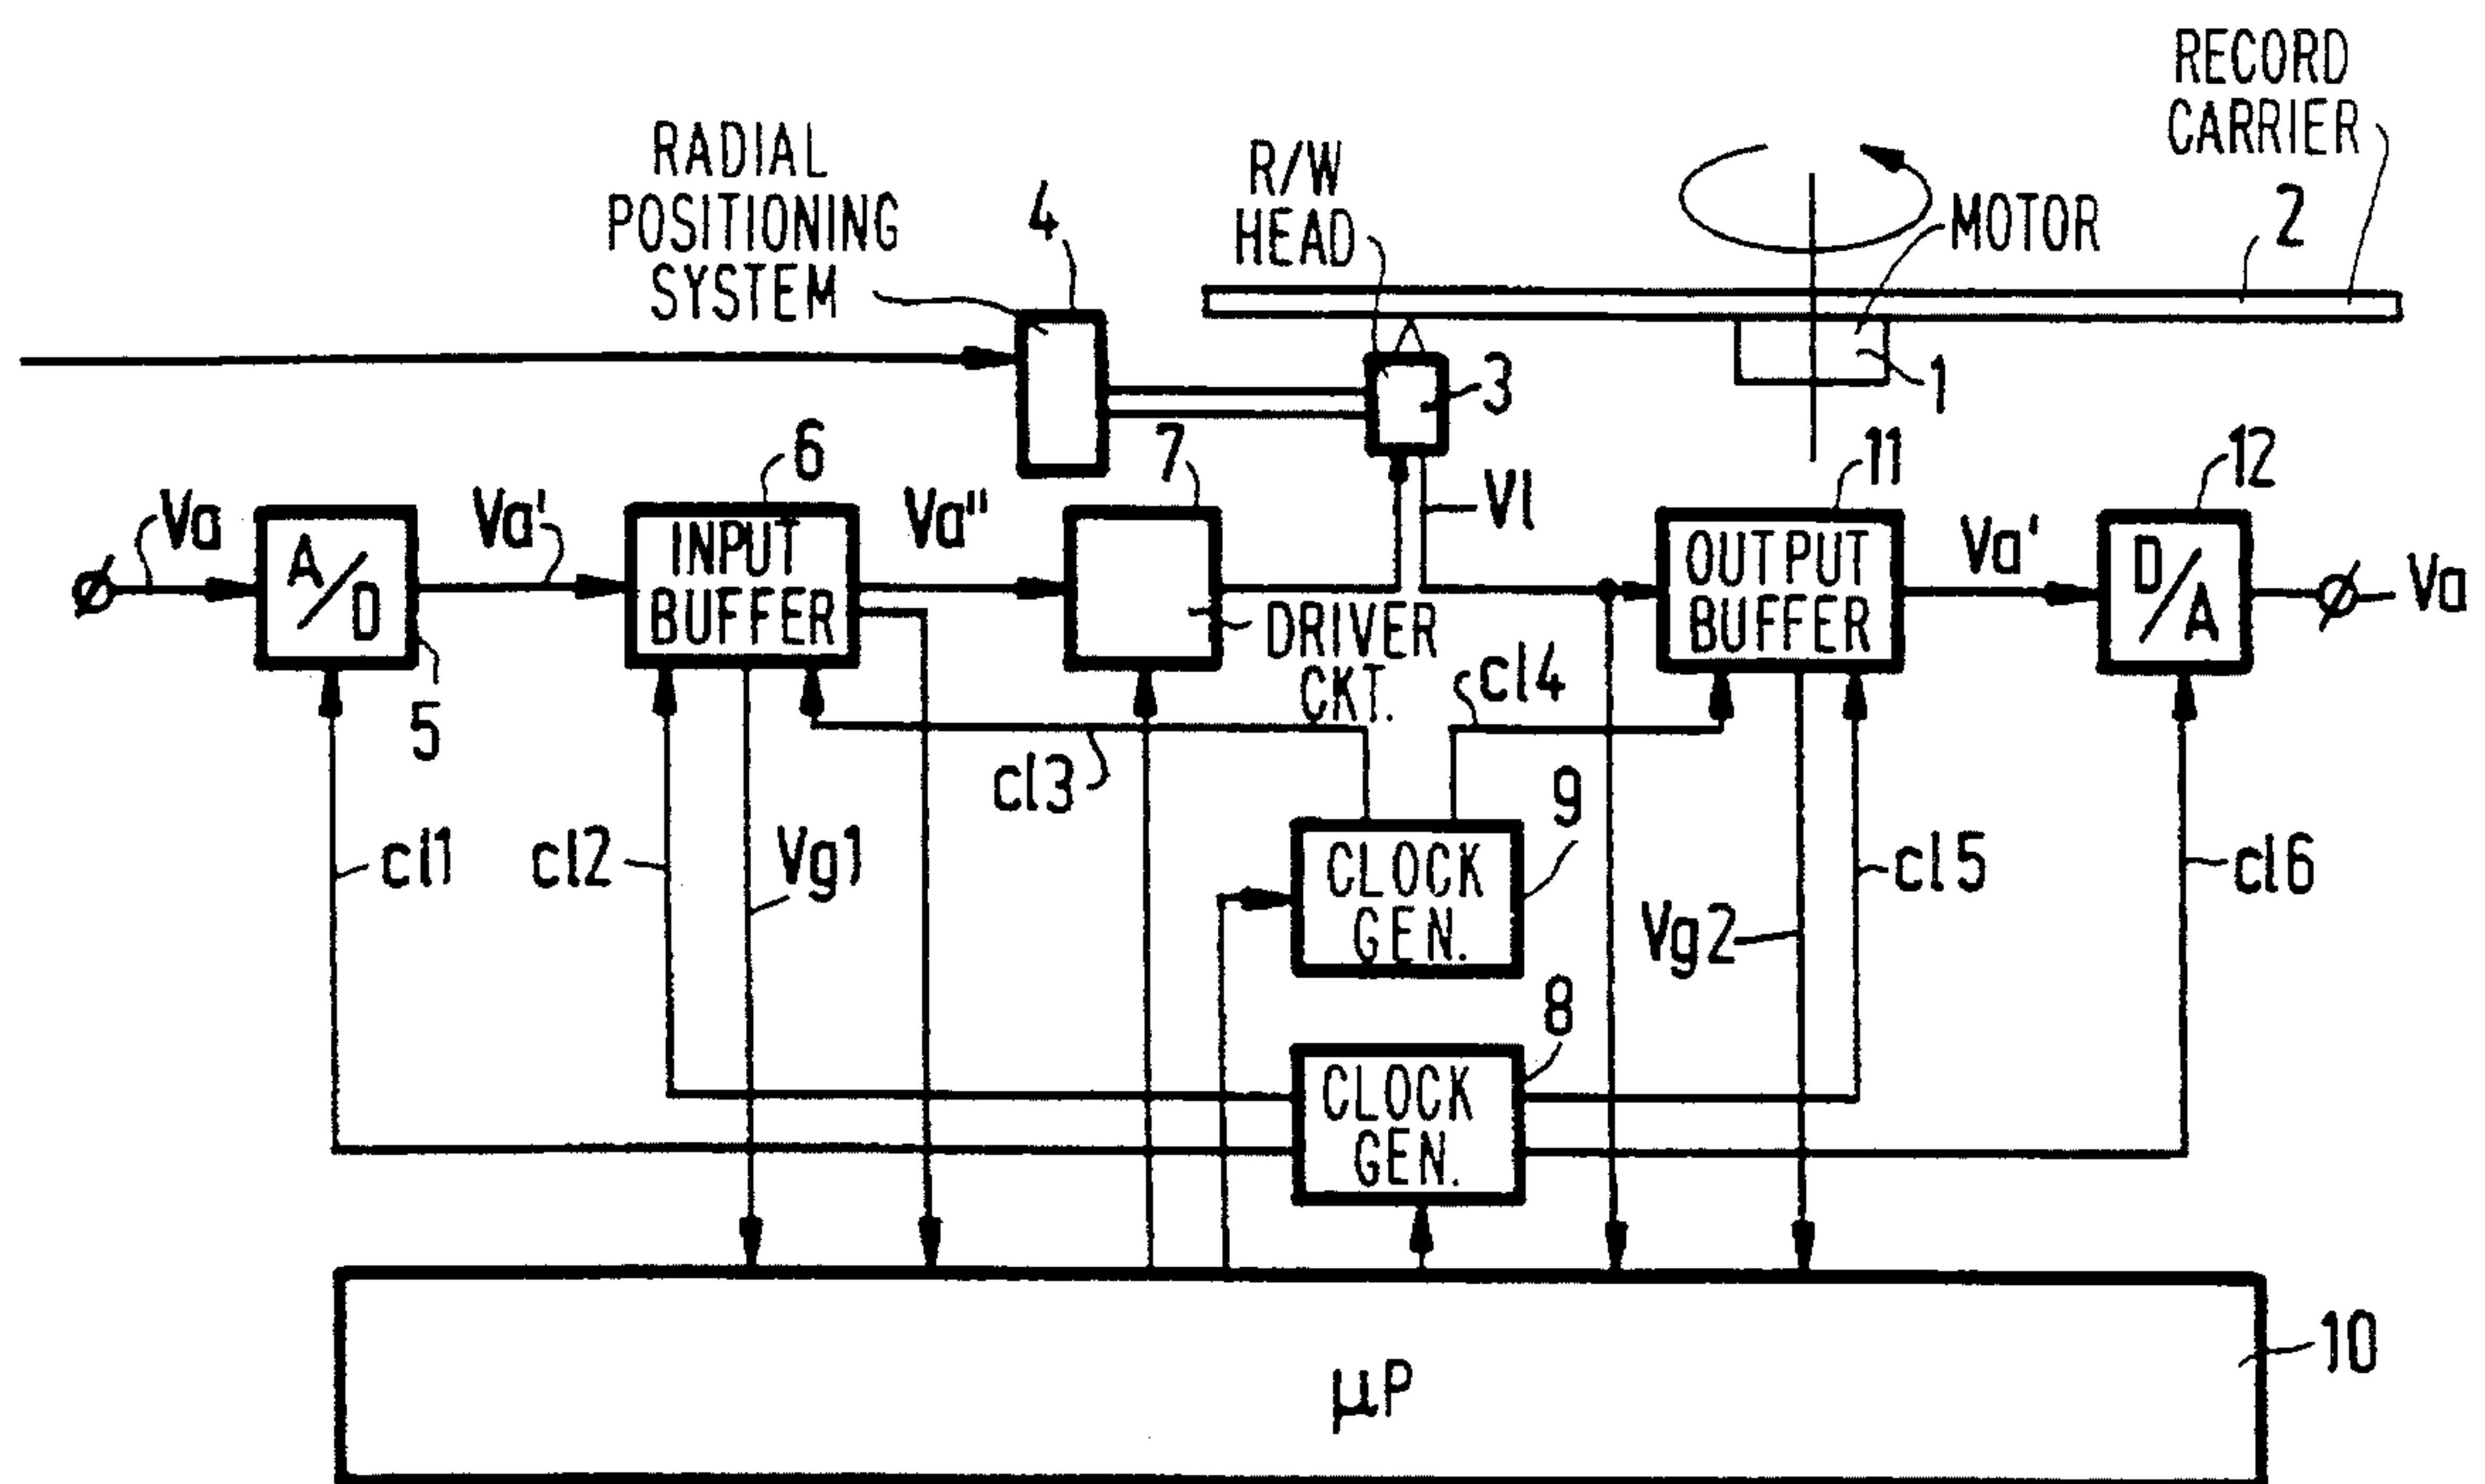 RECORD
CARRIER
RADIAL
POSITIONING
SYSTEM
4
R/W
HEAD
MOTOR
2
3
1
Va
Va'
6
Va"
7
Vl
11
Va'
12
Va
A/D
INPUT
BUFFER
DRIVER
CKT.
OUTPUT
BUFFER
D/A
5
cl3
cl4
cl1
cl2
Vg1
9
CLOCK
GEN.
Vg2
cl5
cl6
8
CLOCK
GEN.
µP
10